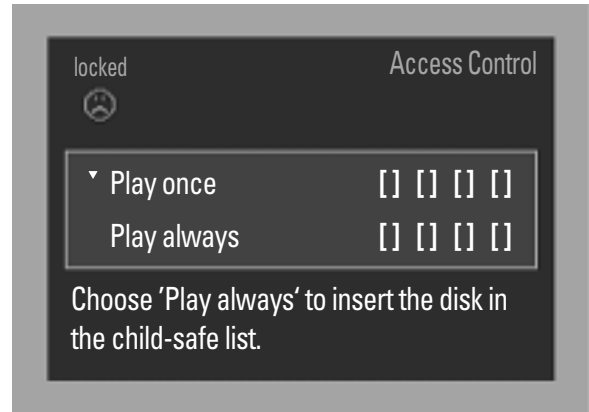 locked Access Control
Play once [] [] [] []
Play always [] [] [] []
Choose ’Play always‘ to insert the disk in
the child-safe list.